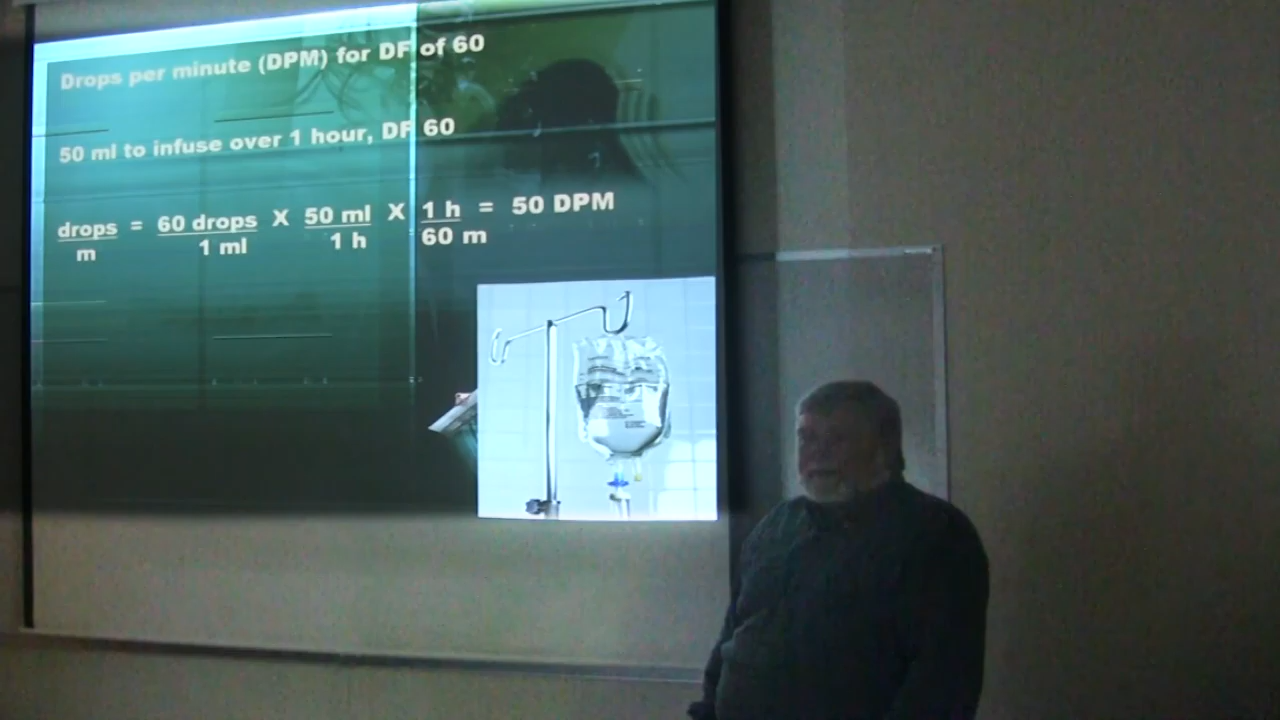 Drops per minute (DPM) for DF of 60
50 ml to infuse over 1 hour, DF 60
drops = 60 drops X 50 ml X 1 h = 50 DPM
m 1 ml 1 h 60 m